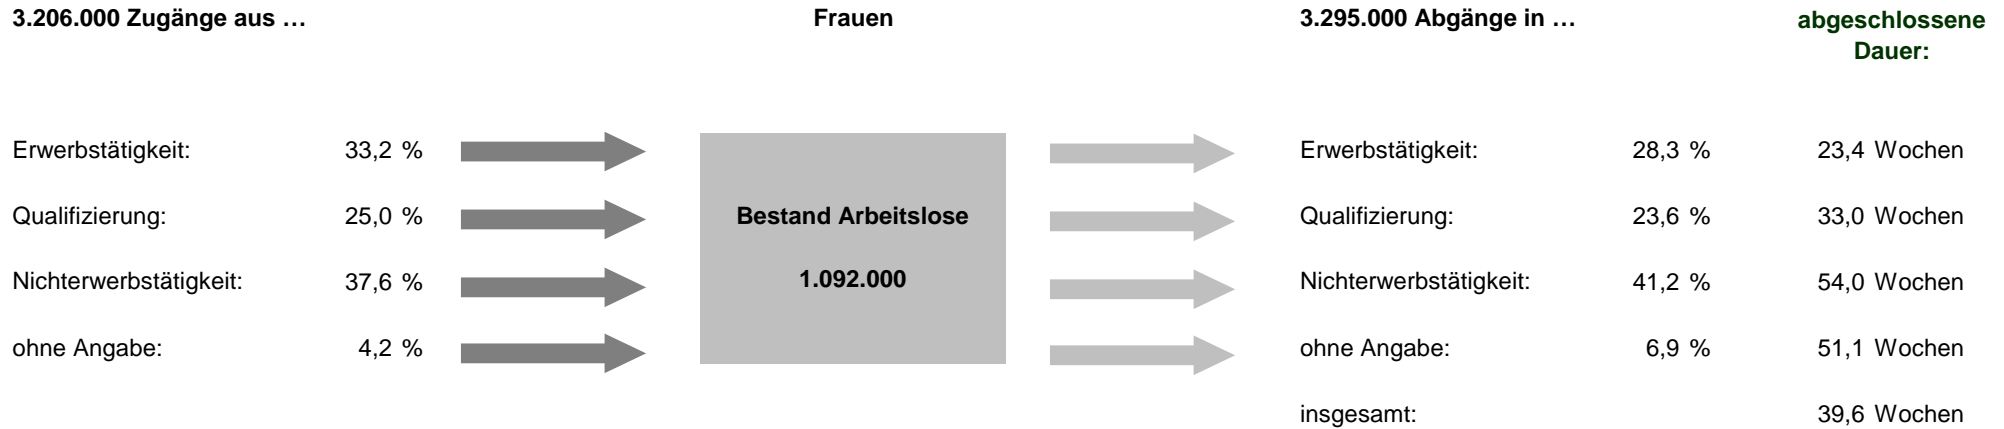 3.206.000 Zugänge aus …
Frauen
3.295.000 Abgänge in …
abgeschlossene
Dauer:
Erwerbstätigkeit: 33,2 %
Erwerbstätigkeit: 28,3 % 23,4 Wochen
Qualifizierung: 25,0 %
Bestand Arbeitslose
Qualifizierung: 23,6 % 33,0 Wochen
Nichterwerbstätigkeit: 37,6 %
1.092.000
Nichterwerbstätigkeit: 41,2 % 54,0 Wochen
ohne Angabe: 4,2 %
ohne Angabe: 6,9 % 51,1 Wochen
insgesamt: 39,6 Wochen